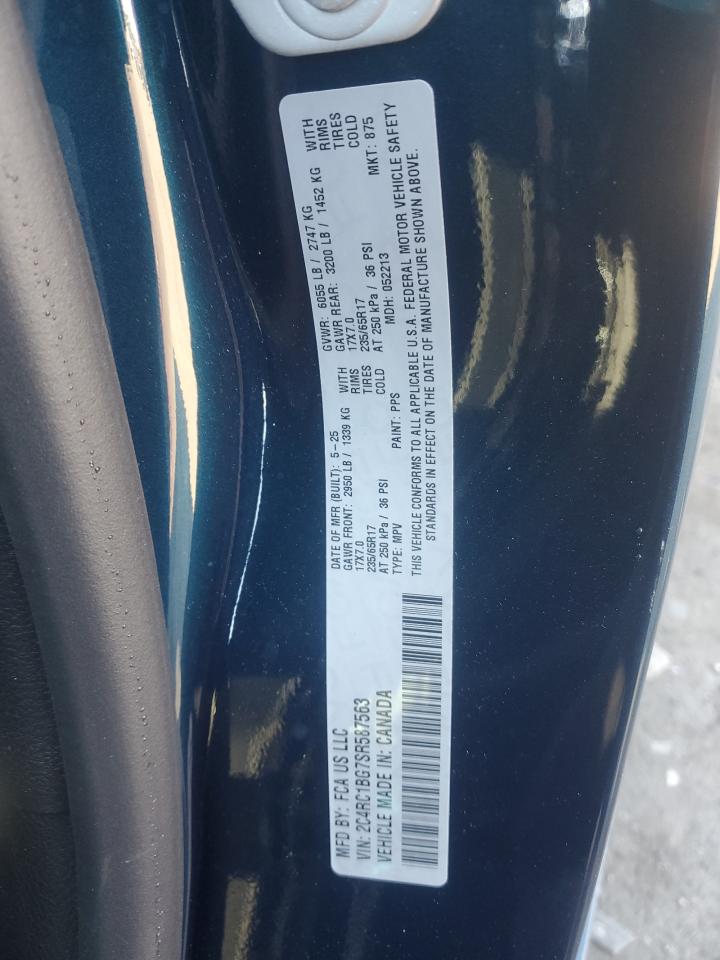 MFD BY: FCA US LLC
VIN: 2C4RC1BG7SR587563
VEHICLE MADE IN: CANADA
DATE OF MFR (BUILT): 5-25
GAWR FRONT: 2950 LB / 1339 KG WITH
17X7.0 RIMS
235/65R17 TIRES
AT 250 kPa / 36 PSI COLD
TYPE: MPV PAINT: PPS
GVWR: 6055 LB / 2747 KG
GAWR REAR: 3200 LB / 1452 KG WITH
17X7.0 RIMS
235/65R17 TIRES
AT 250 kPa / 36 PSI COLD
MDH: 052213 MKT: 875
THIS VEHICLE CONFORMS TO ALL APPLICABLE U.S.A. FEDERAL MOTOR VEHICLE SAFETY
STANDARDS IN EFFECT ON THE DATE OF MANUFACTURE SHOWN ABOVE.